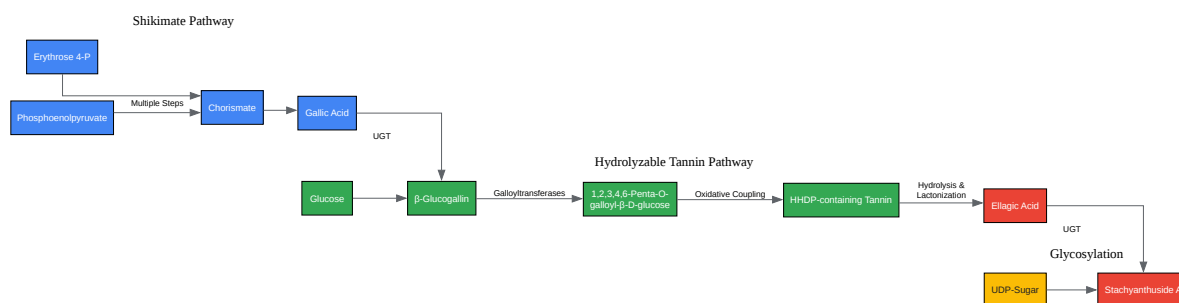 Shikimate Pathway
Erythrose 4-P
Multiple Steps
Phosphoenolpyruvate
Chorismate
Gallic Acid
UGT
Hydrolyzable Tannin Pathway
Glucose
β-Glucogallin
Galloyltransferases
1,2,3,4,6-Penta-O-
galloyl-β-D-glucose
Oxidative Coupling
HHDP-containing Tannin
Hydrolysis &
Lactonization
Ellagic Acid
UGT
Glycosylation
UDP-Sugar
Stachyanthuside A